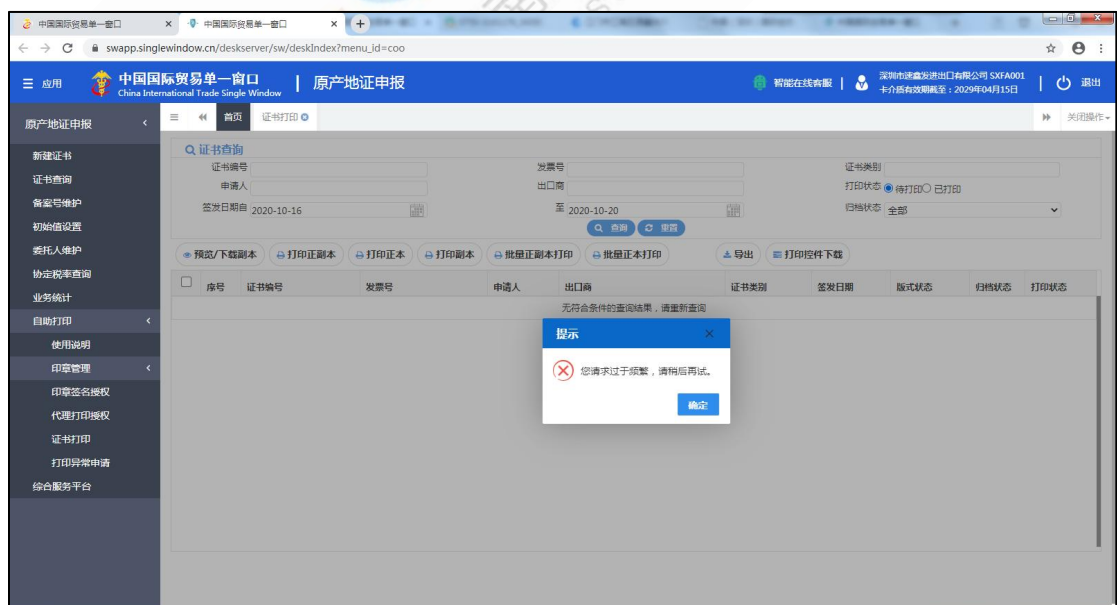 中国国际贸易单一窗口 × 中国国际贸易单一窗口 × +
swapp.singlewindow.cn/deskserver/sw/deskIndex?menu_id=coo
应用 中国国际贸易单一窗口 | 原产地证申报 智能在线客服 | 深圳市速鑫发进出口有限公司 SXFA001 | 退出
China International Trade Single Window 卡介质有效期截至：2029年04月15日
原产地证申报 首页 证书打印 关闭操作
新建证书
证书查询
备案号维护
初始值设置
委托人维护
协定税率查询
业务统计
自助打印
使用说明
印章管理
印章签名授权
代理打印授权
证书打印
打印异常申请
综合服务平台
证书查询
证书编号 发票号 证书类别
申请人 出口商 打印状态 待打印 已打印
签发日期自 2020-10-16 至 2020-10-20 归档状态 全部
查询 重置
预览/下载副本 打印正副本 打印正本 打印副本 批量正副本打印 批量正本打印 导出 打印控件下载
序号 证书编号 发票号 申请人 出口商 证书类别 签发日期 版式状态 归档状态 打印状态
无符合条件的查询结果，请重新查询
提示 ×
您请求过于频繁，请稍后再试。
确定